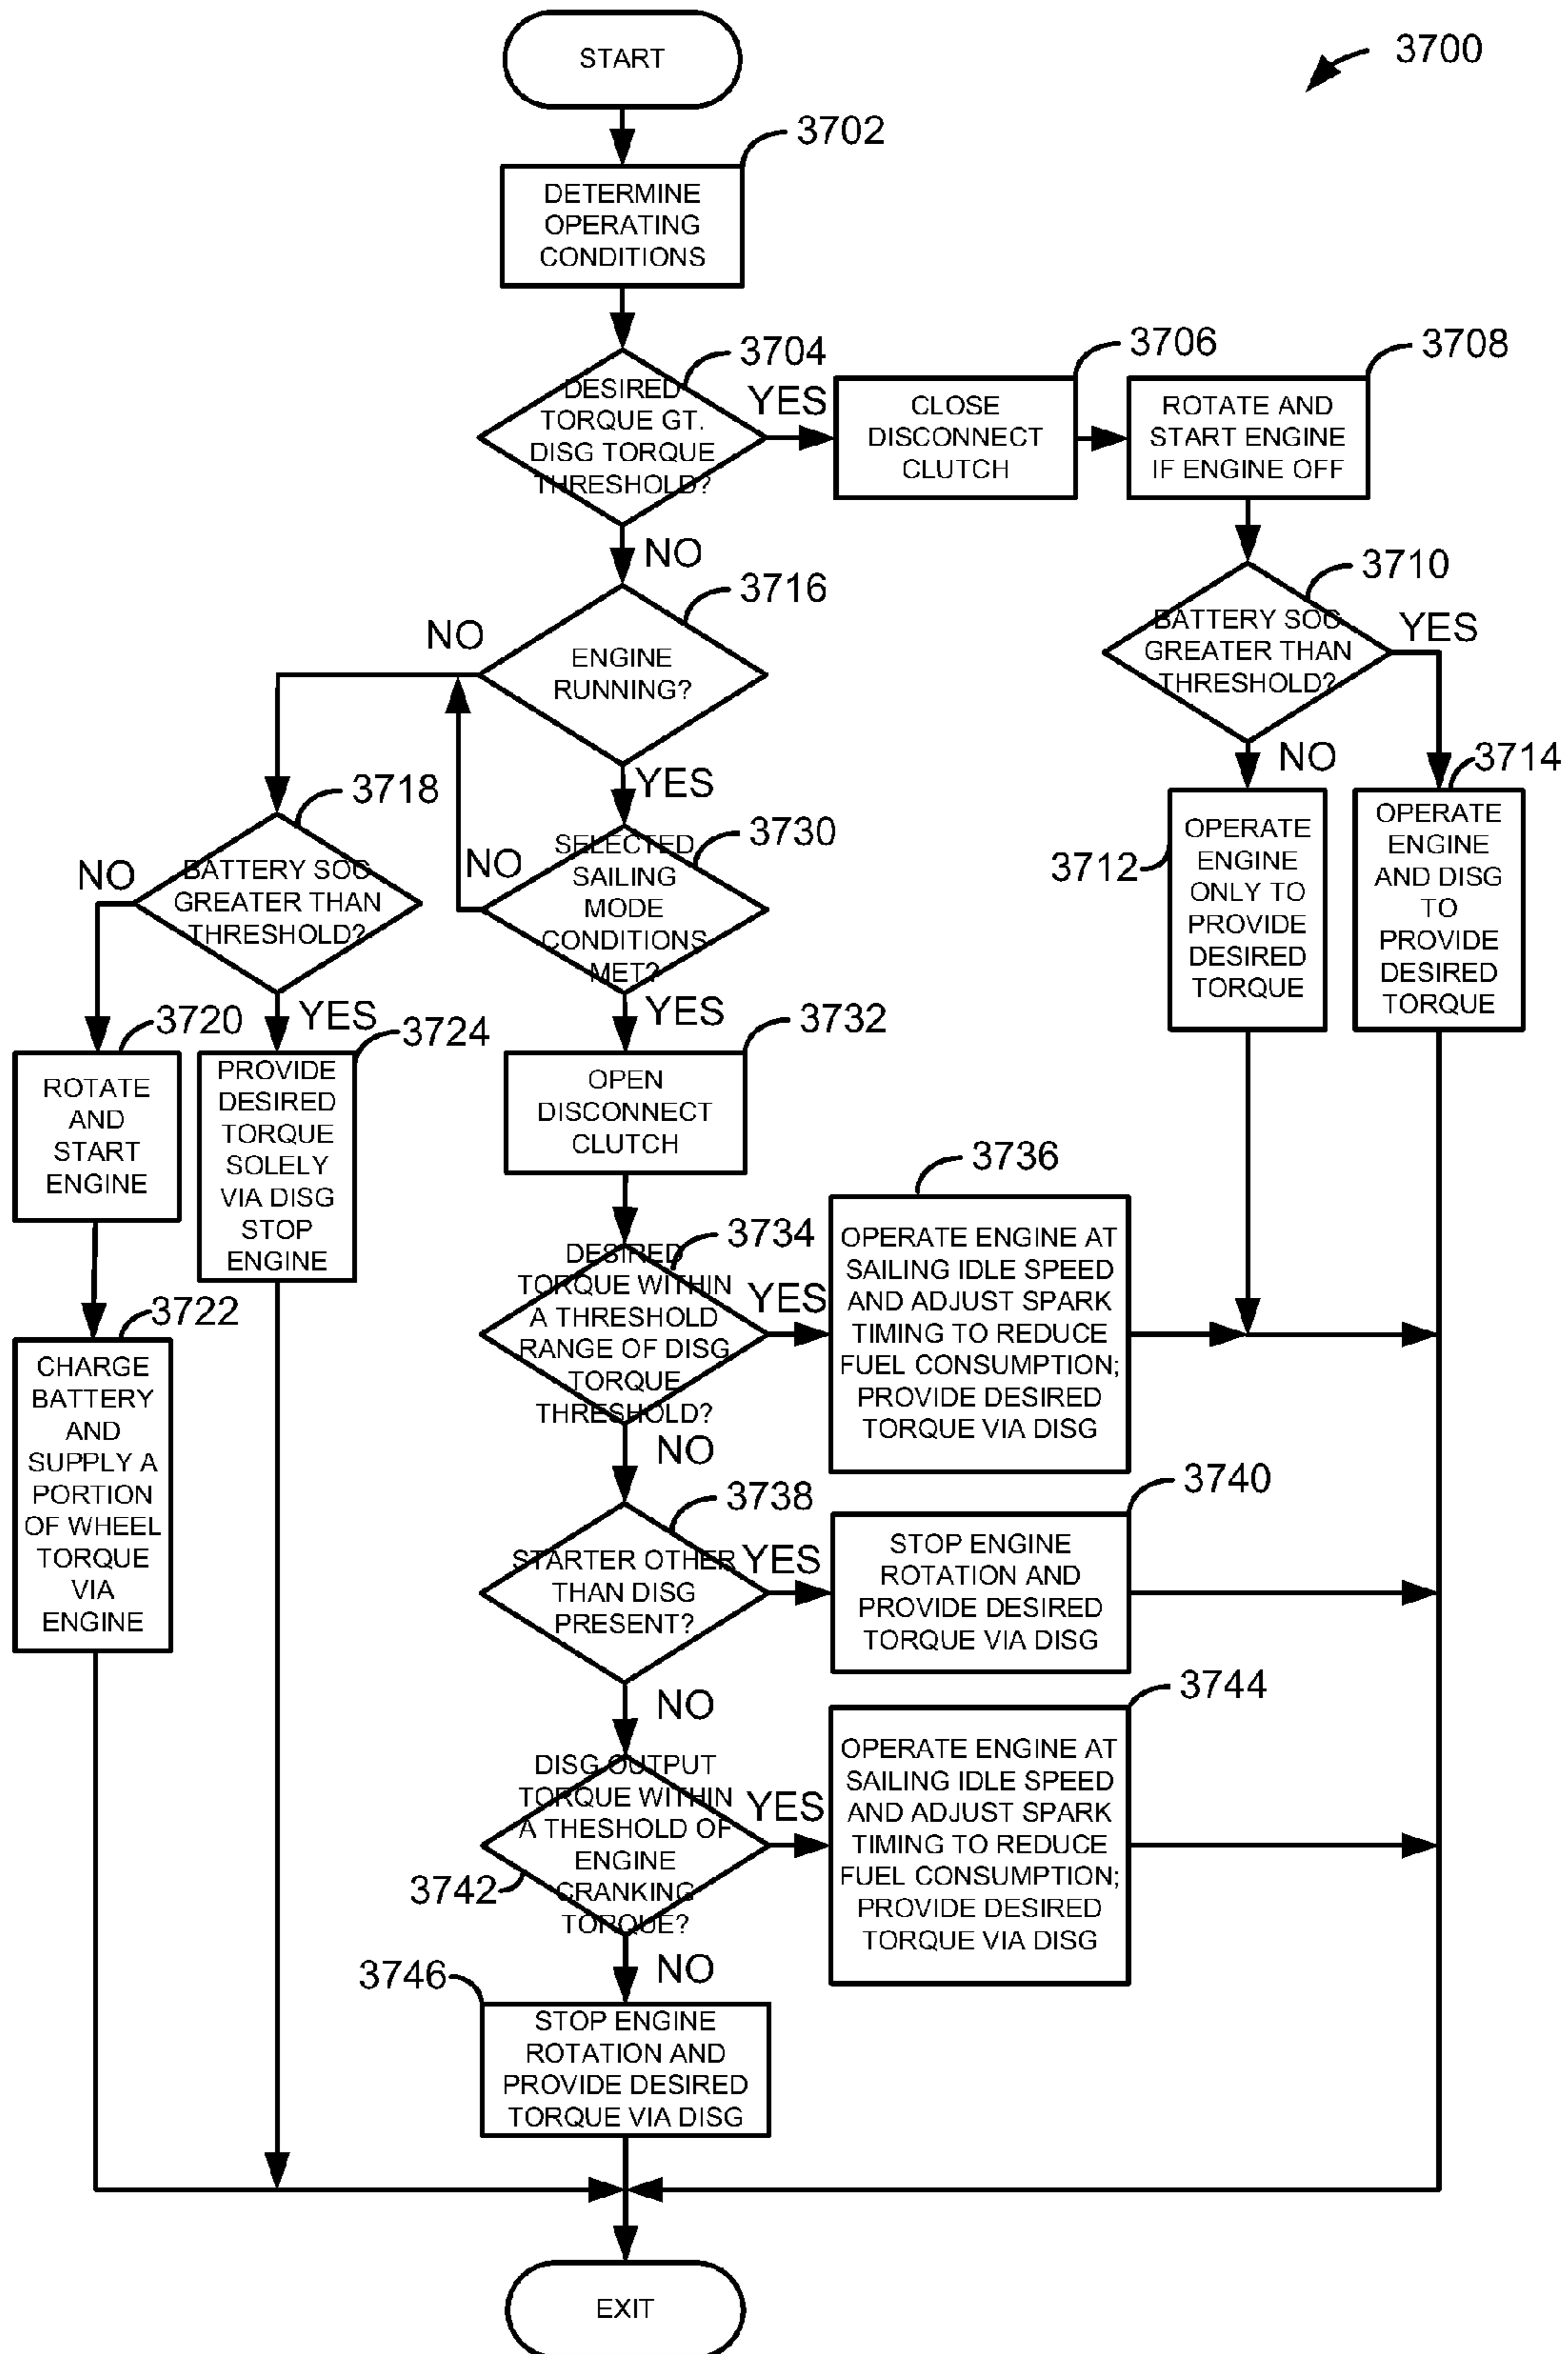 START
3700
3702
DETERMINE
OPERATING
CONDITIONS
3704
DESIRED
TORQUE GT.
DISG TORQUE
THRESHOLD?
YES
3706
CLOSE
DISCONNECT
CLUTCH
3708
ROTATE AND
START ENGINE
IF ENGINE OFF
NO
3710
BATTERY SOC
GREATER THAN
THRESHOLD?
YES
NO
3716
ENGINE
RUNNING?
NO
YES
3712
OPERATE
ENGINE
ONLY TO
PROVIDE
DESIRED
TORQUE
3714
OPERATE
ENGINE
AND DISG
TO
PROVIDE
DESIRED
TORQUE
3718
BATTERY SOC
GREATER THAN
THRESHOLD?
NO
YES
3730
SELECTED
SAILING
MODE
CONDITIONS
MET?
NO
YES
3720
ROTATE
AND
START
ENGINE
3724
PROVIDE
DESIRED
TORQUE
SOLELY
VIA DISG
STOP
ENGINE
3732
OPEN
DISCONNECT
CLUTCH
3722
CHARGE
BATTERY
AND
SUPPLY A
PORTION
OF WHEEL
TORQUE
VIA
ENGINE
3734
DESIRED
TORQUE WITHIN
A THRESHOLD
RANGE OF DISG
TORQUE
THRESHOLD?
YES
3736
OPERATE ENGINE AT
SAILING IDLE SPEED
AND ADJUST SPARK
TIMING TO REDUCE
FUEL CONSUMPTION;
PROVIDE DESIRED
TORQUE VIA DISG
NO
3738
STARTER OTHER
THAN DISG
PRESENT?
YES
3740
STOP ENGINE
ROTATION AND
PROVIDE DESIRED
TORQUE VIA DISG
NO
3742
DISG OUTPUT
TORQUE WITHIN
A THESHOLD OF
ENGINE
CRANKING
TORQUE?
YES
3744
OPERATE ENGINE AT
SAILING IDLE SPEED
AND ADJUST SPARK
TIMING TO REDUCE
FUEL CONSUMPTION;
PROVIDE DESIRED
TORQUE VIA DISG
NO
3746
STOP ENGINE
ROTATION AND
PROVIDE DESIRED
TORQUE VIA DISG
EXIT